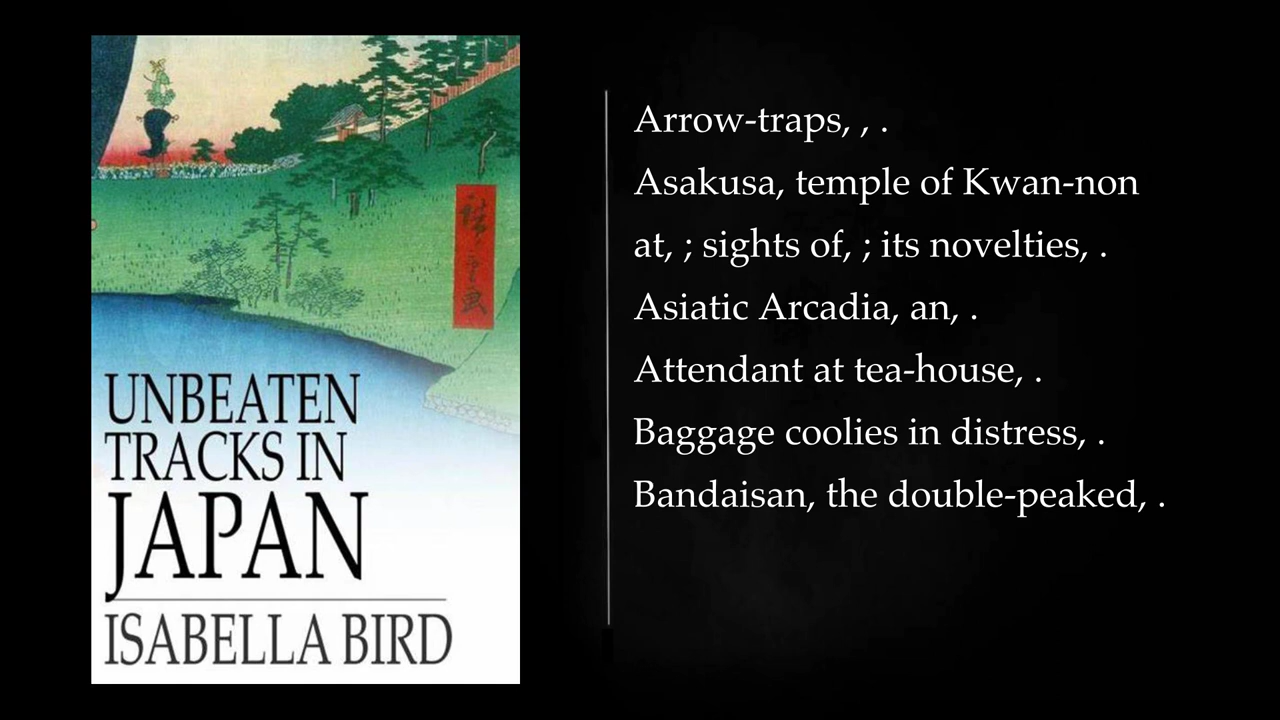 UNBEATEN
TRACKS IN
JAPAN
ISABELLA BIRD
Arrow-traps, , .
Asakusa, temple of Kwan-non
at, ; sights of, ; its novelties, .
Asiatic Arcadia, an, .
Attendant at tea-house, .
Baggage coolies in distress, .
Bandaisan, the double-peaked, .